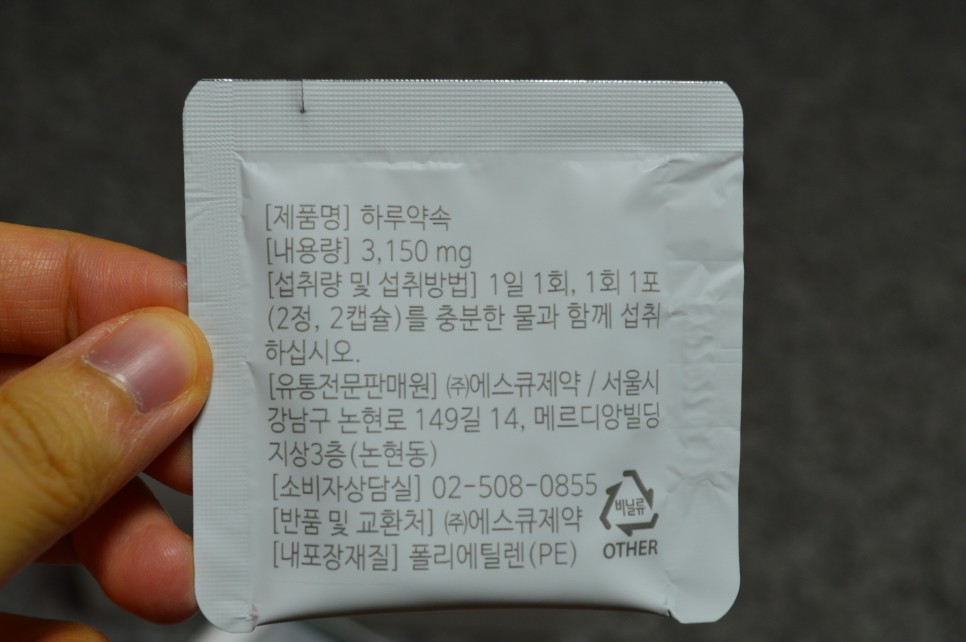 [제품명] 하루약속
[내용량] 3,150 mg
[섭취량 및 섭취방법] 1일 1회, 1회 1포
(2정, 2캡슐)를 충분한 물과 함께 섭취
하십시오.
[유통전문판매원] ㈜에스큐제약 / 서울시
강남구 논현로 149길 14, 메르디앙빌딩
지상3층(논현동)
[소비자상담실] 02-508-0855
[반품 및 교환처] ㈜에스큐제약
[내포장재질] 폴리에틸렌(PE)
비닐류
OTHER